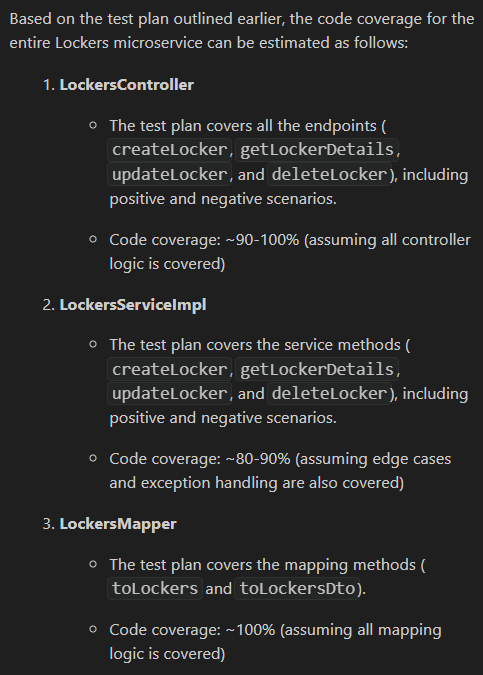 Based on the test plan outlined earlier, the code coverage for the
entire Lockers microservice can be estimated as follows:
1. LockersController
The test plan covers all the endpoints (
createLocker, getLockerDetails,
updateLocker, and deleteLocker), including
positive and negative scenarios.
Code coverage: ~90-100% (assuming all controller
logic is covered)
2. LockersServiceImpl
The test plan covers the service methods (
createLocker, getLockerDetails,
updateLocker, and deleteLocker), including
positive and negative scenarios.
Code coverage: ~80-90% (assuming edge cases
and exception handling are also covered)
3. LockersMapper
The test plan covers the mapping methods (
toLockers and toLockersDto).
Code coverage: ~100% (assuming all mapping
logic is covered)